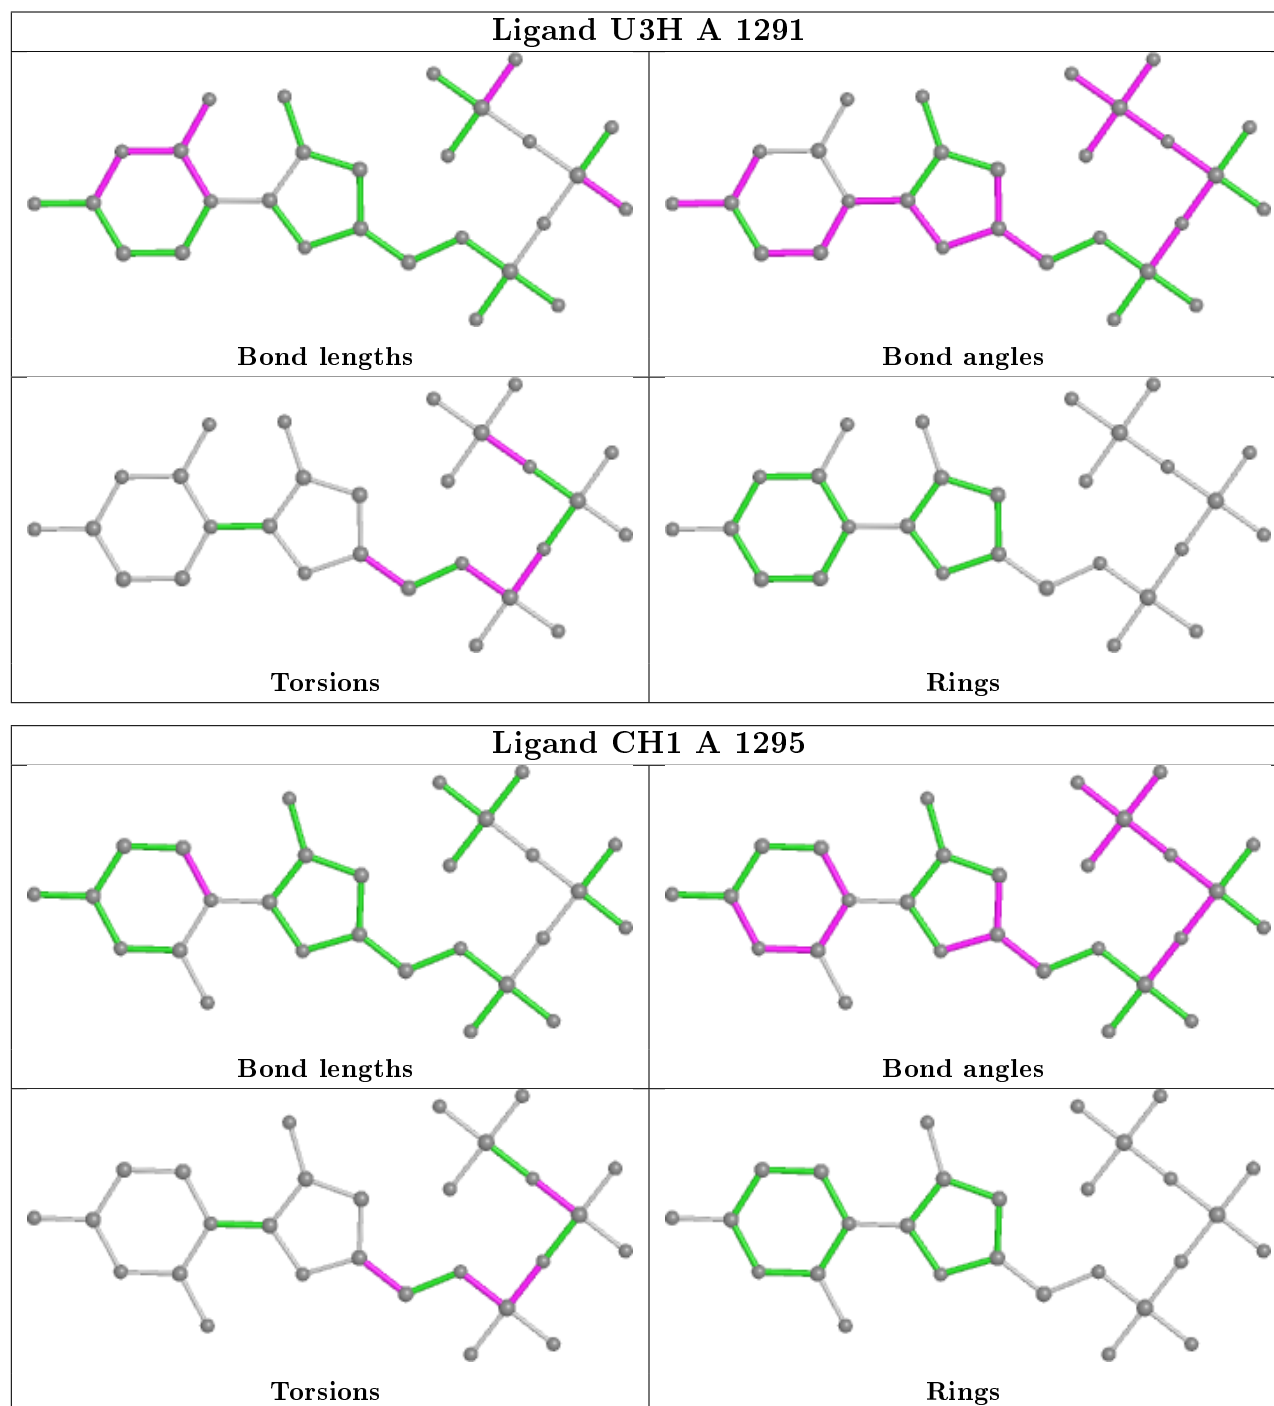 Ligand U3H A 1291
Bond lengths
Bond angles
Torsions
Rings
Ligand CH1 A 1295
Bond lengths
Bond angles
Torsions
Rings